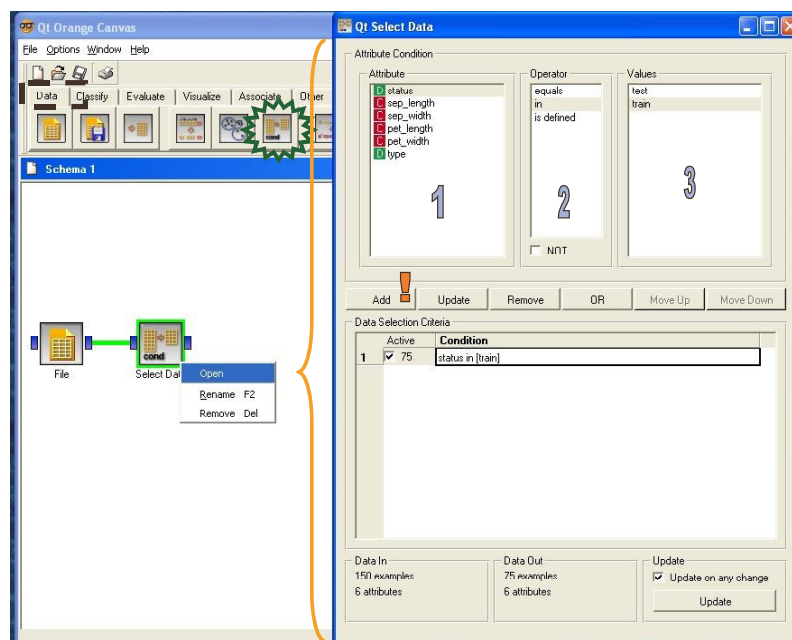 Qt Orange Canvas
File Options Window Help
Data Classify Evaluate Visualize Associate Other
cond
Schema 1
cond
File
Select Dat
Open
Rename F2
Remove Del
Qt Select Data
Attribute Condition
Attribute
D status
C sep_length
C sep_width
C pet_length
C pet_width
D type
1
Operator
equals
in
is defined
2
NOT
Values
test
train
3
!
Add Update Remove OR Move Up Move Down
Data Selection Criteria
Active Condition
1 75 status in [train]
Data In
150 examples
6 attributes
Data Out
75 examples
6 attributes
Update
Update on any change
Update